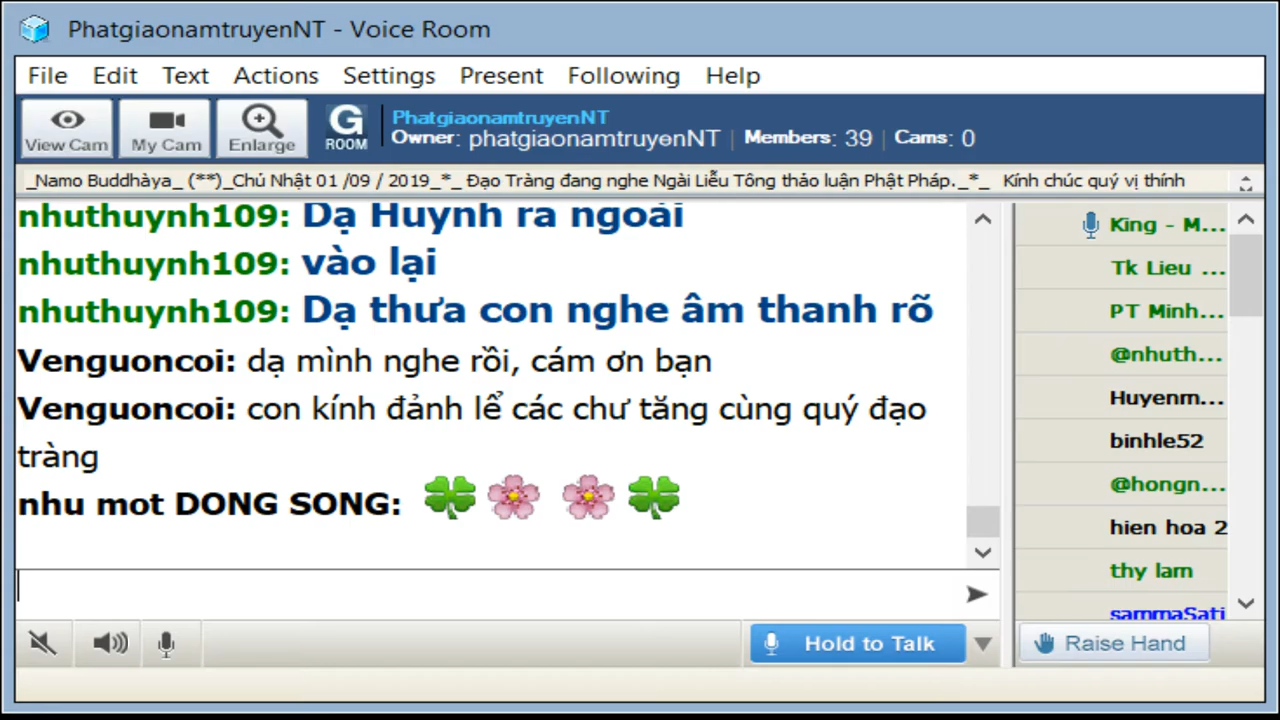 PhatgiaonamtruyenNT - Voice Room
File Edit Text Actions Settings Present Following Help
View Cam My Cam Enlarge G ROOM
PhatgiaonamtruyenNT
Owner: phatgiaonamtruyenNT | Members: 39 | Cams: 0
_Namo Buddhàya_ (**)_Chủ Nhật 01 /09 / 2019_*_ Đạo Tràng đang nghe Ngài Liễu Tông thảo luận Phật Pháp._*_ Kính chúc quý vị thính
nhuthuynh109: Dạ Huynh ra ngoài
nhuthuynh109: vào lại
nhuthuynh109: Dạ thưa con nghe âm thanh rõ
Venguoncoi: dạ mình nghe rồi, cám ơn bạn
Venguoncoi: con kính đảnh lể các chư tăng cùng quý đạo
tràng
nhu mot DONG SONG:
King - M...
Tk Lieu ...
PT Minh...
@nhuth...
Huyenm...
binhle52
@hongn...
hien hoa 2
thy lam
sammaSati
Hold to Talk
Raise Hand